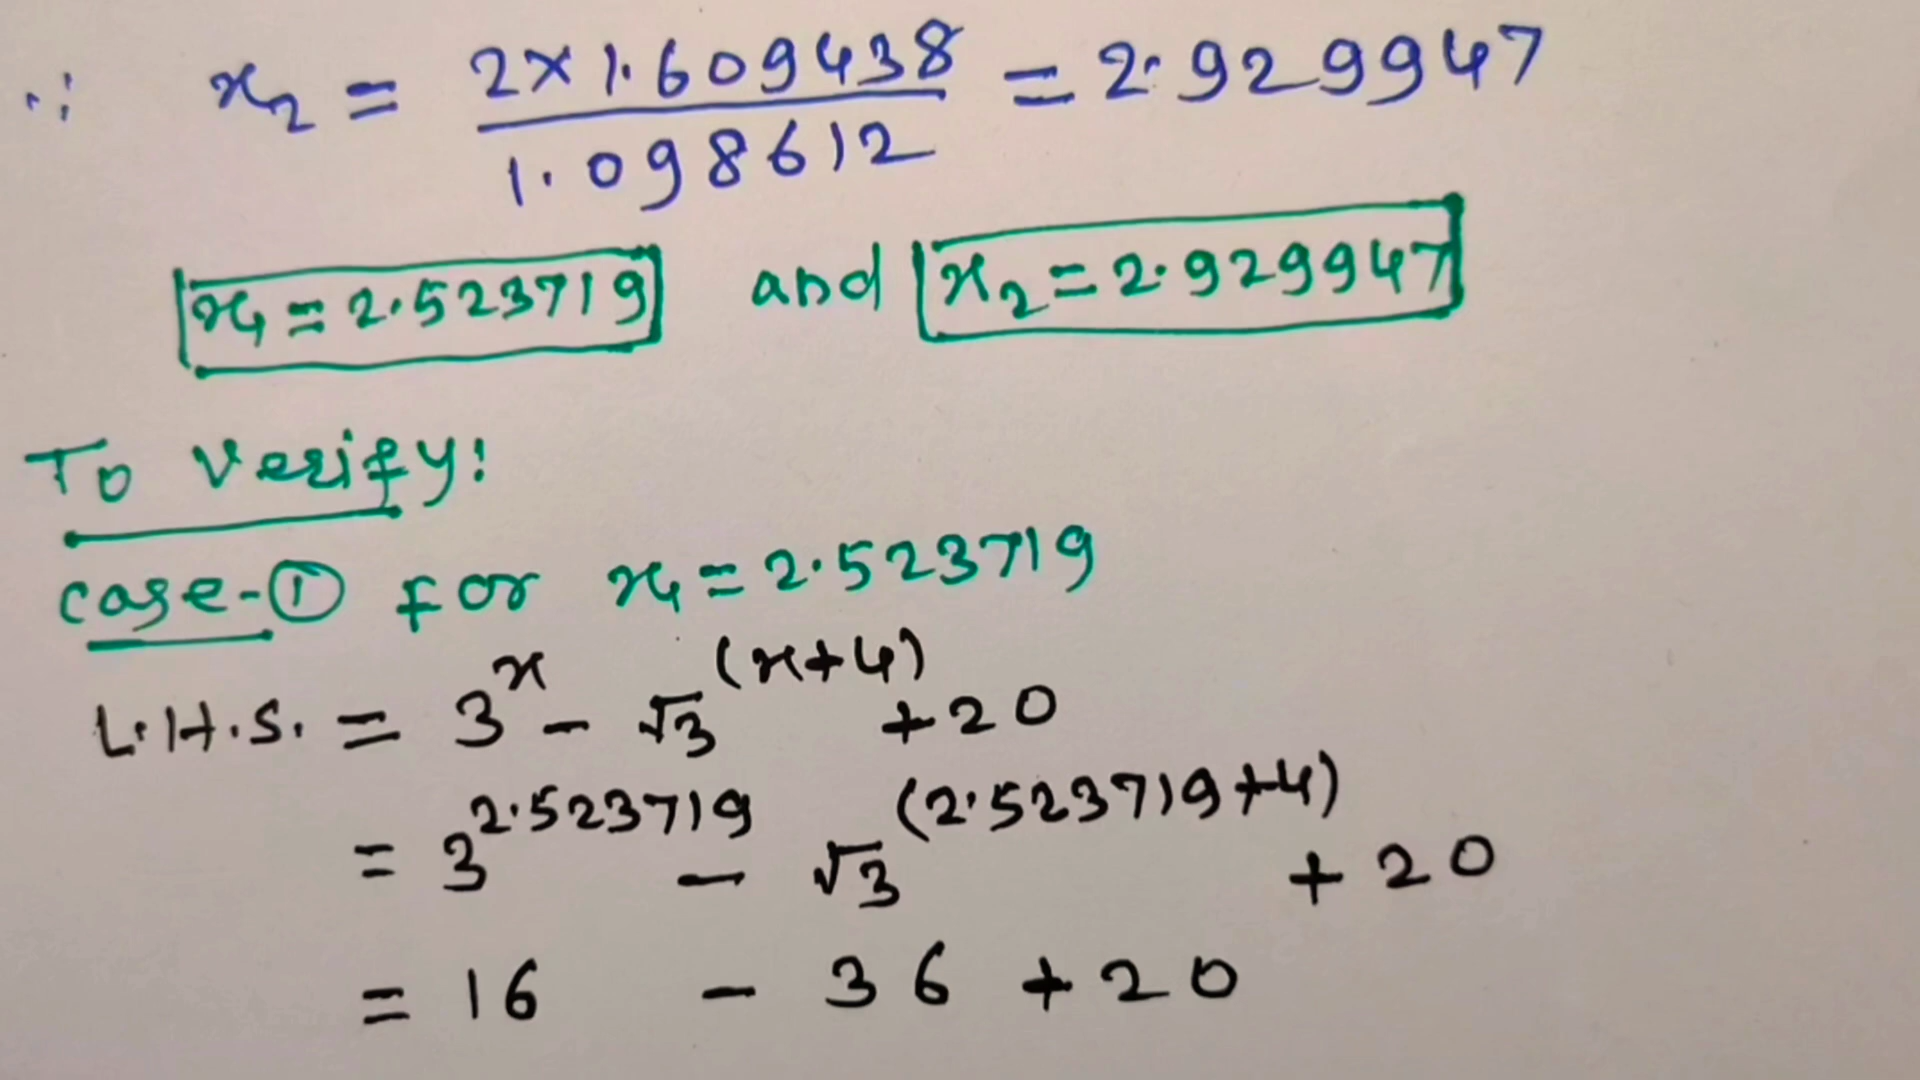 ∵ x₂ = (2×1.609438)/(1.098612) = 2.929947
x₁ = 2.523719 and x₂ = 2.929947
To verify:
case-① for x₁ = 2.523719
L.H.S. = 3^x - √3^(x+4) + 20
= 3^2.523719 - √3^(2.523719+4) + 20
= 16 - 36 + 20